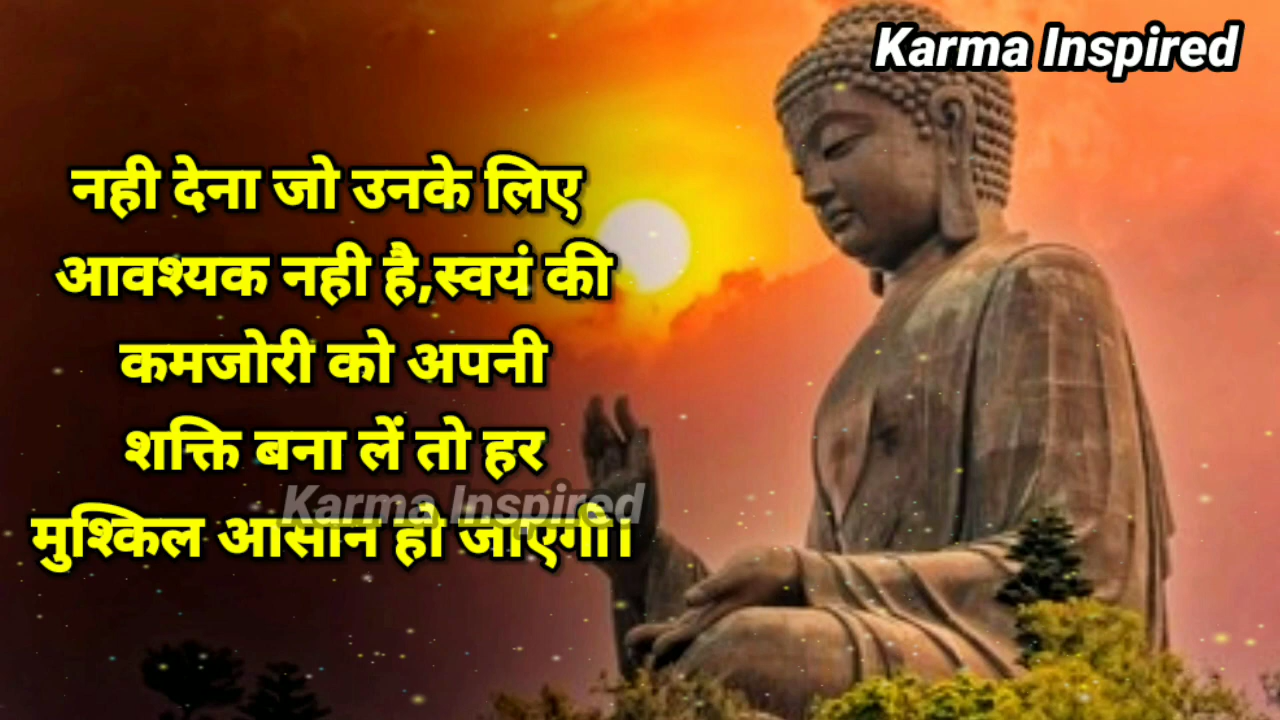 Karma Inspired
नही देना जो उनके लिए
आवश्यक नही है,स्वयं की
कमजोरी को अपनी
शक्ति बना लें तो हर
मुश्किल आसान हो जाएगी।
Karma Inspired